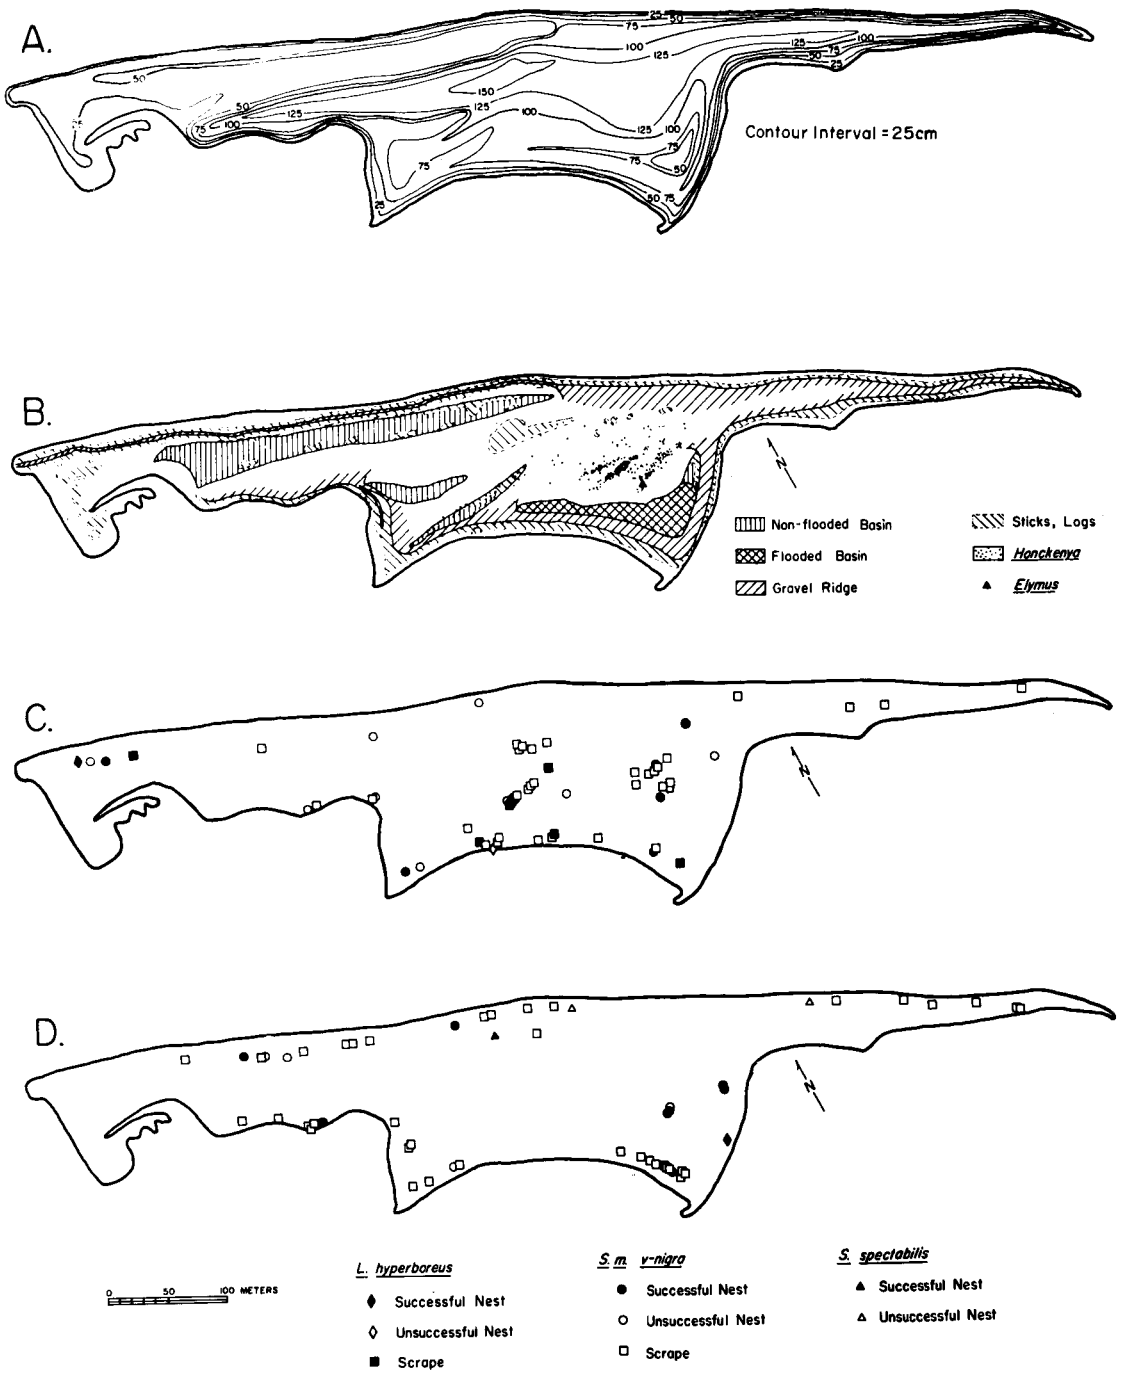 A.
25
50
75
100
125
125
100
75
50
25
50
150
50
125
75
100
125
100
125
100
75
75
75
50
50
75
25
Contour Interval = 25cm
B.
N
Non-flooded Basin
Flooded Basin
Gravel Ridge
Sticks, Logs
Honckenya
Elymus
C.
N
D.
N
0 50 100 METERS
L. hyperboreus
Successful Nest
Unsuccessful Nest
Scrape
S. m. v-nigra
Successful Nest
Unsuccessful Nest
Scrape
S. spectabilis
Successful Nest
Unsuccessful Nest